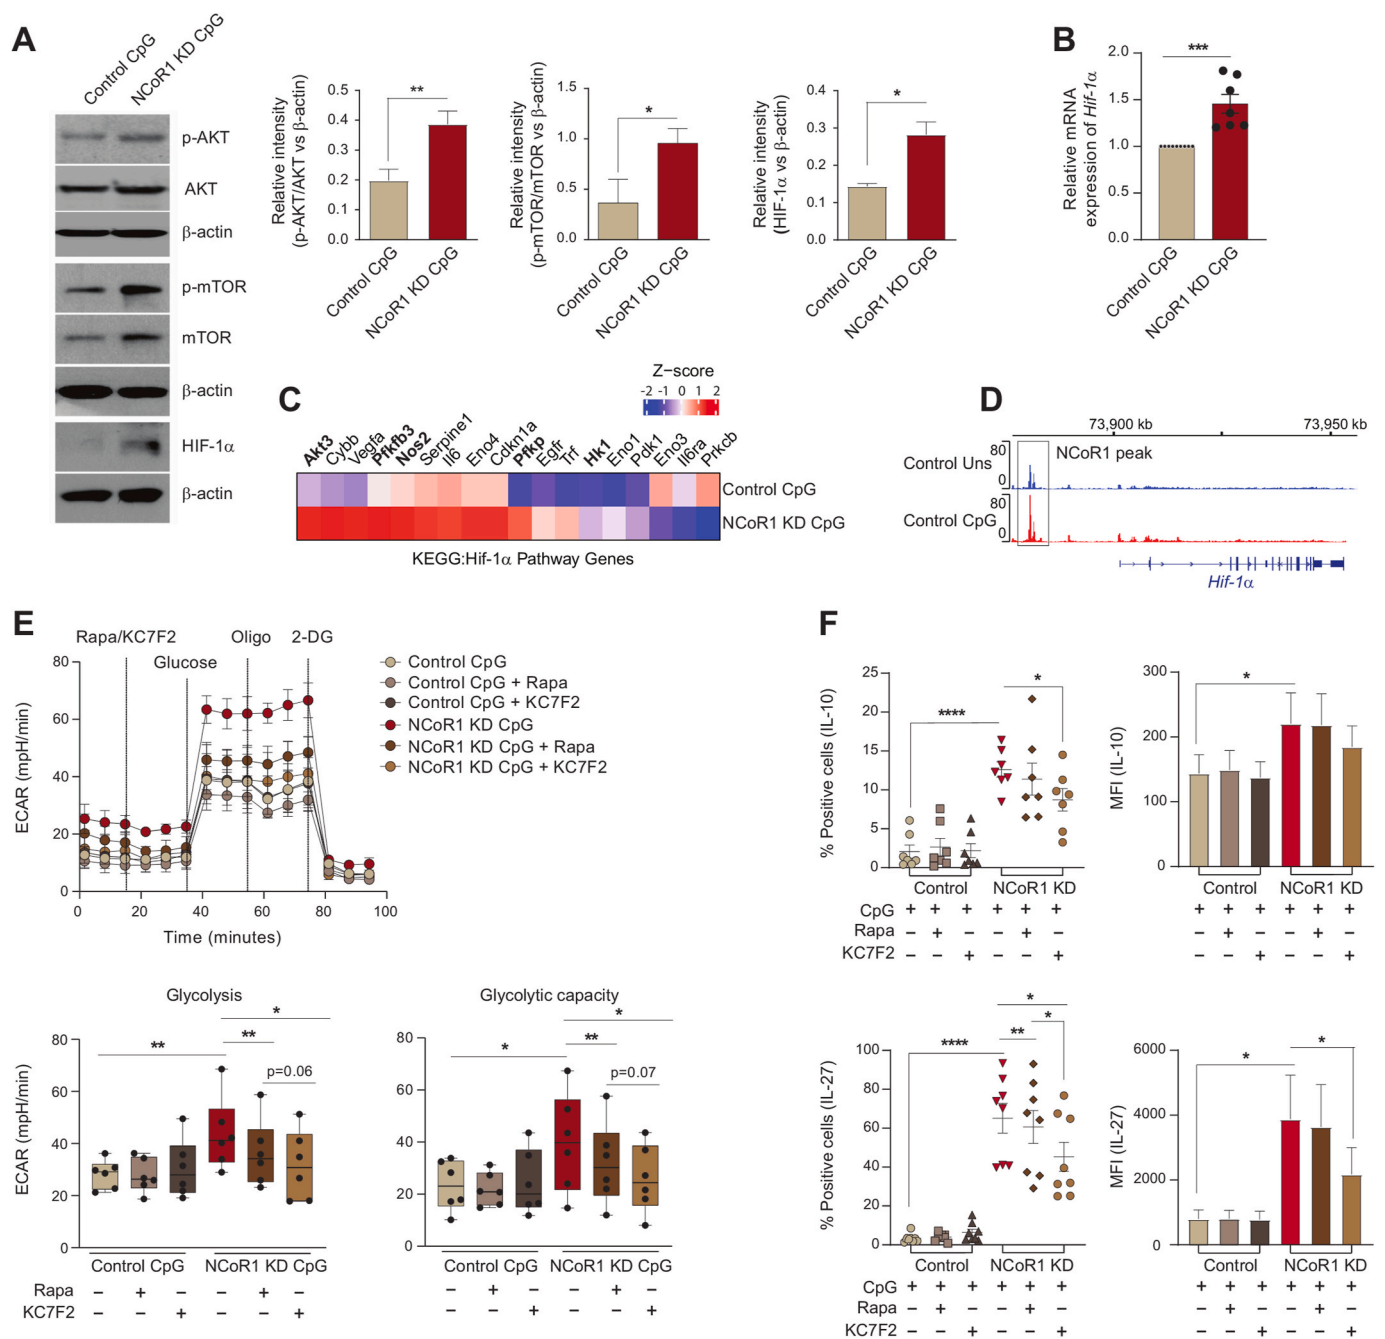 A
Control CpG
NCoR1 KD CpG
p-AKT
AKT
β-actin
p-mTOR
mTOR
β-actin
HIF-1α
β-actin
Relative intensity
(p-AKT/AKT vs β-actin)
0.5
0.4
0.3
0.2
0.1
0.0
**
Control CpG
NCoR1 KD CpG
Relative intensity
(p-mTOR/mTOR vs β-actin)
1.5
1.0
0.5
0.0
*
Control CpG
NCoR1 KD CpG
Relative intensity
(HIF-1α vs β-actin)
0.4
0.3
0.2
0.1
0.0
*
Control CpG
NCoR1 KD CpG
B
Relative mRNA
expression of Hif-1α
2.0
1.5
1.0
0.5
0.0
***
Control CpG
NCoR1 KD CpG
C
Z−score
-2 -1 0 1 2
Akt3
Cybb
Vegfa
Pfkfb3
Nos2
Serpine1
Il6
Eno4
Cdkn1a
Pfkp
Egfr
Trf
Hk1
Eno1
Pdk1
Eno3
Il6ra
Prkcb
Control CpG
NCoR1 KD CpG
KEGG:Hif-1α Pathway Genes
D
73,900 kb 73,950 kb
NCoR1 peak
Control Uns
80
0
Control CpG
80
0
Hif-1α
E
Rapa/KC7F2 Oligo 2-DG
Glucose
ECAR (mpH/min)
80
60
40
20
0
0 20 40 60 80 100
Time (minutes)
Control CpG
Control CpG + Rapa
Control CpG + KC7F2
NCoR1 KD CpG
NCoR1 KD CpG + Rapa
NCoR1 KD CpG + KC7F2
Glycolysis
ECAR (mpH/min)
80
60
40
20
0
*
**
**
p=0.06
Control CpG NCoR1 KD CpG
Rapa − + − − + −
KC7F2 − − + − − +
Glycolytic capacity
80
60
40
20
0
*
**
*
p=0.07
Control CpG NCoR1 KD CpG
− + − − + −
− − + − − +
F
% Positive cells (IL-10)
25
20
15
10
5
0
*
****
Control NCoR1 KD
CpG + + + + + +
Rapa − + − − + −
KC7F2 − − + − − +
MFI (IL-10)
300
200
100
0
*
Control NCoR1 KD
+ + + + + +
− + − − + −
− − + − − +
% Positive cells (IL-27)
100
80
60
40
20
0
*
**
*
****
Control NCoR1 KD
CpG + + + + + +
Rapa − + − − + −
KC7F2 − − + − − +
MFI (IL-27)
6000
4000
2000
0
*
*
Control NCoR1 KD
+ + + + + +
− + − − + −
− − + − − +